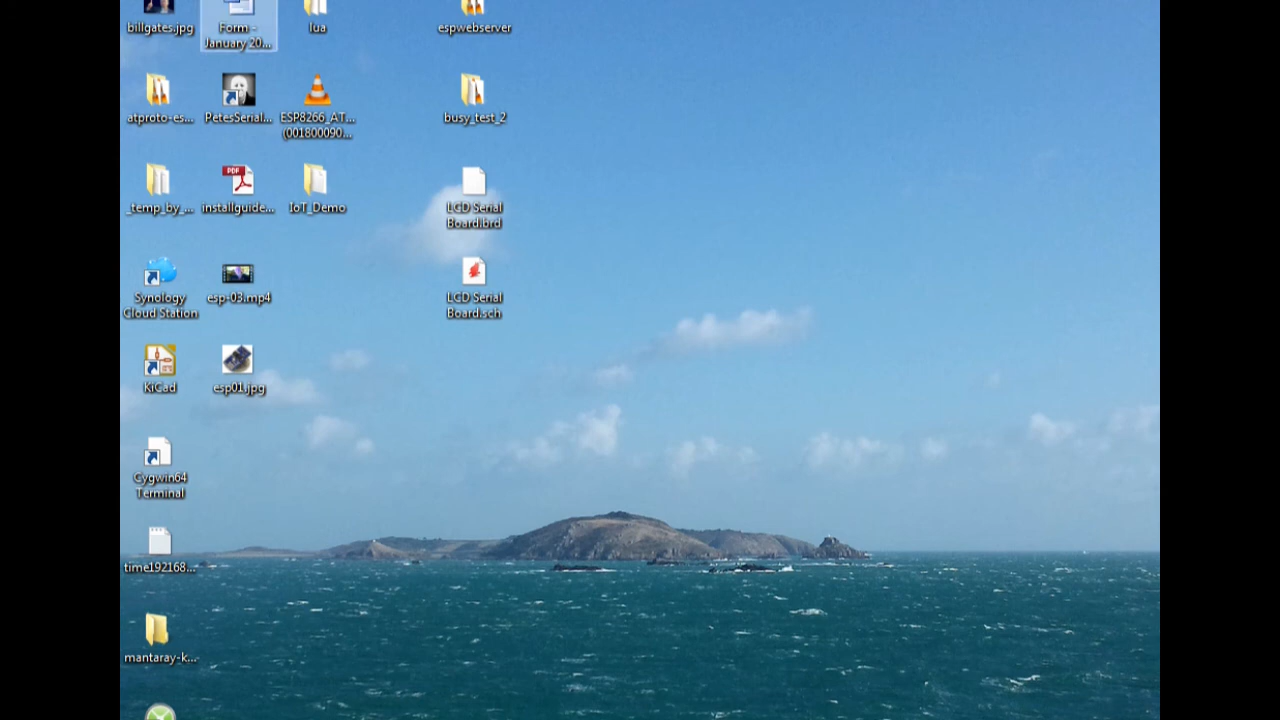 billgates.jpg
Form -
January 20...
lua
espwebserver
atproto-es...
PetesSerial...
ESP8266_AT...
(001800090...
busy_test_2
_temp_by_...
PDF
installguide...
IoT_Demo
LCD Serial
Board.brd
Synology
Cloud Station
esp-03.mp4
LCD Serial
Board.sch
KiCad
esp01.jpg
Cygwin64
Terminal
time192168...
mantaray-k...